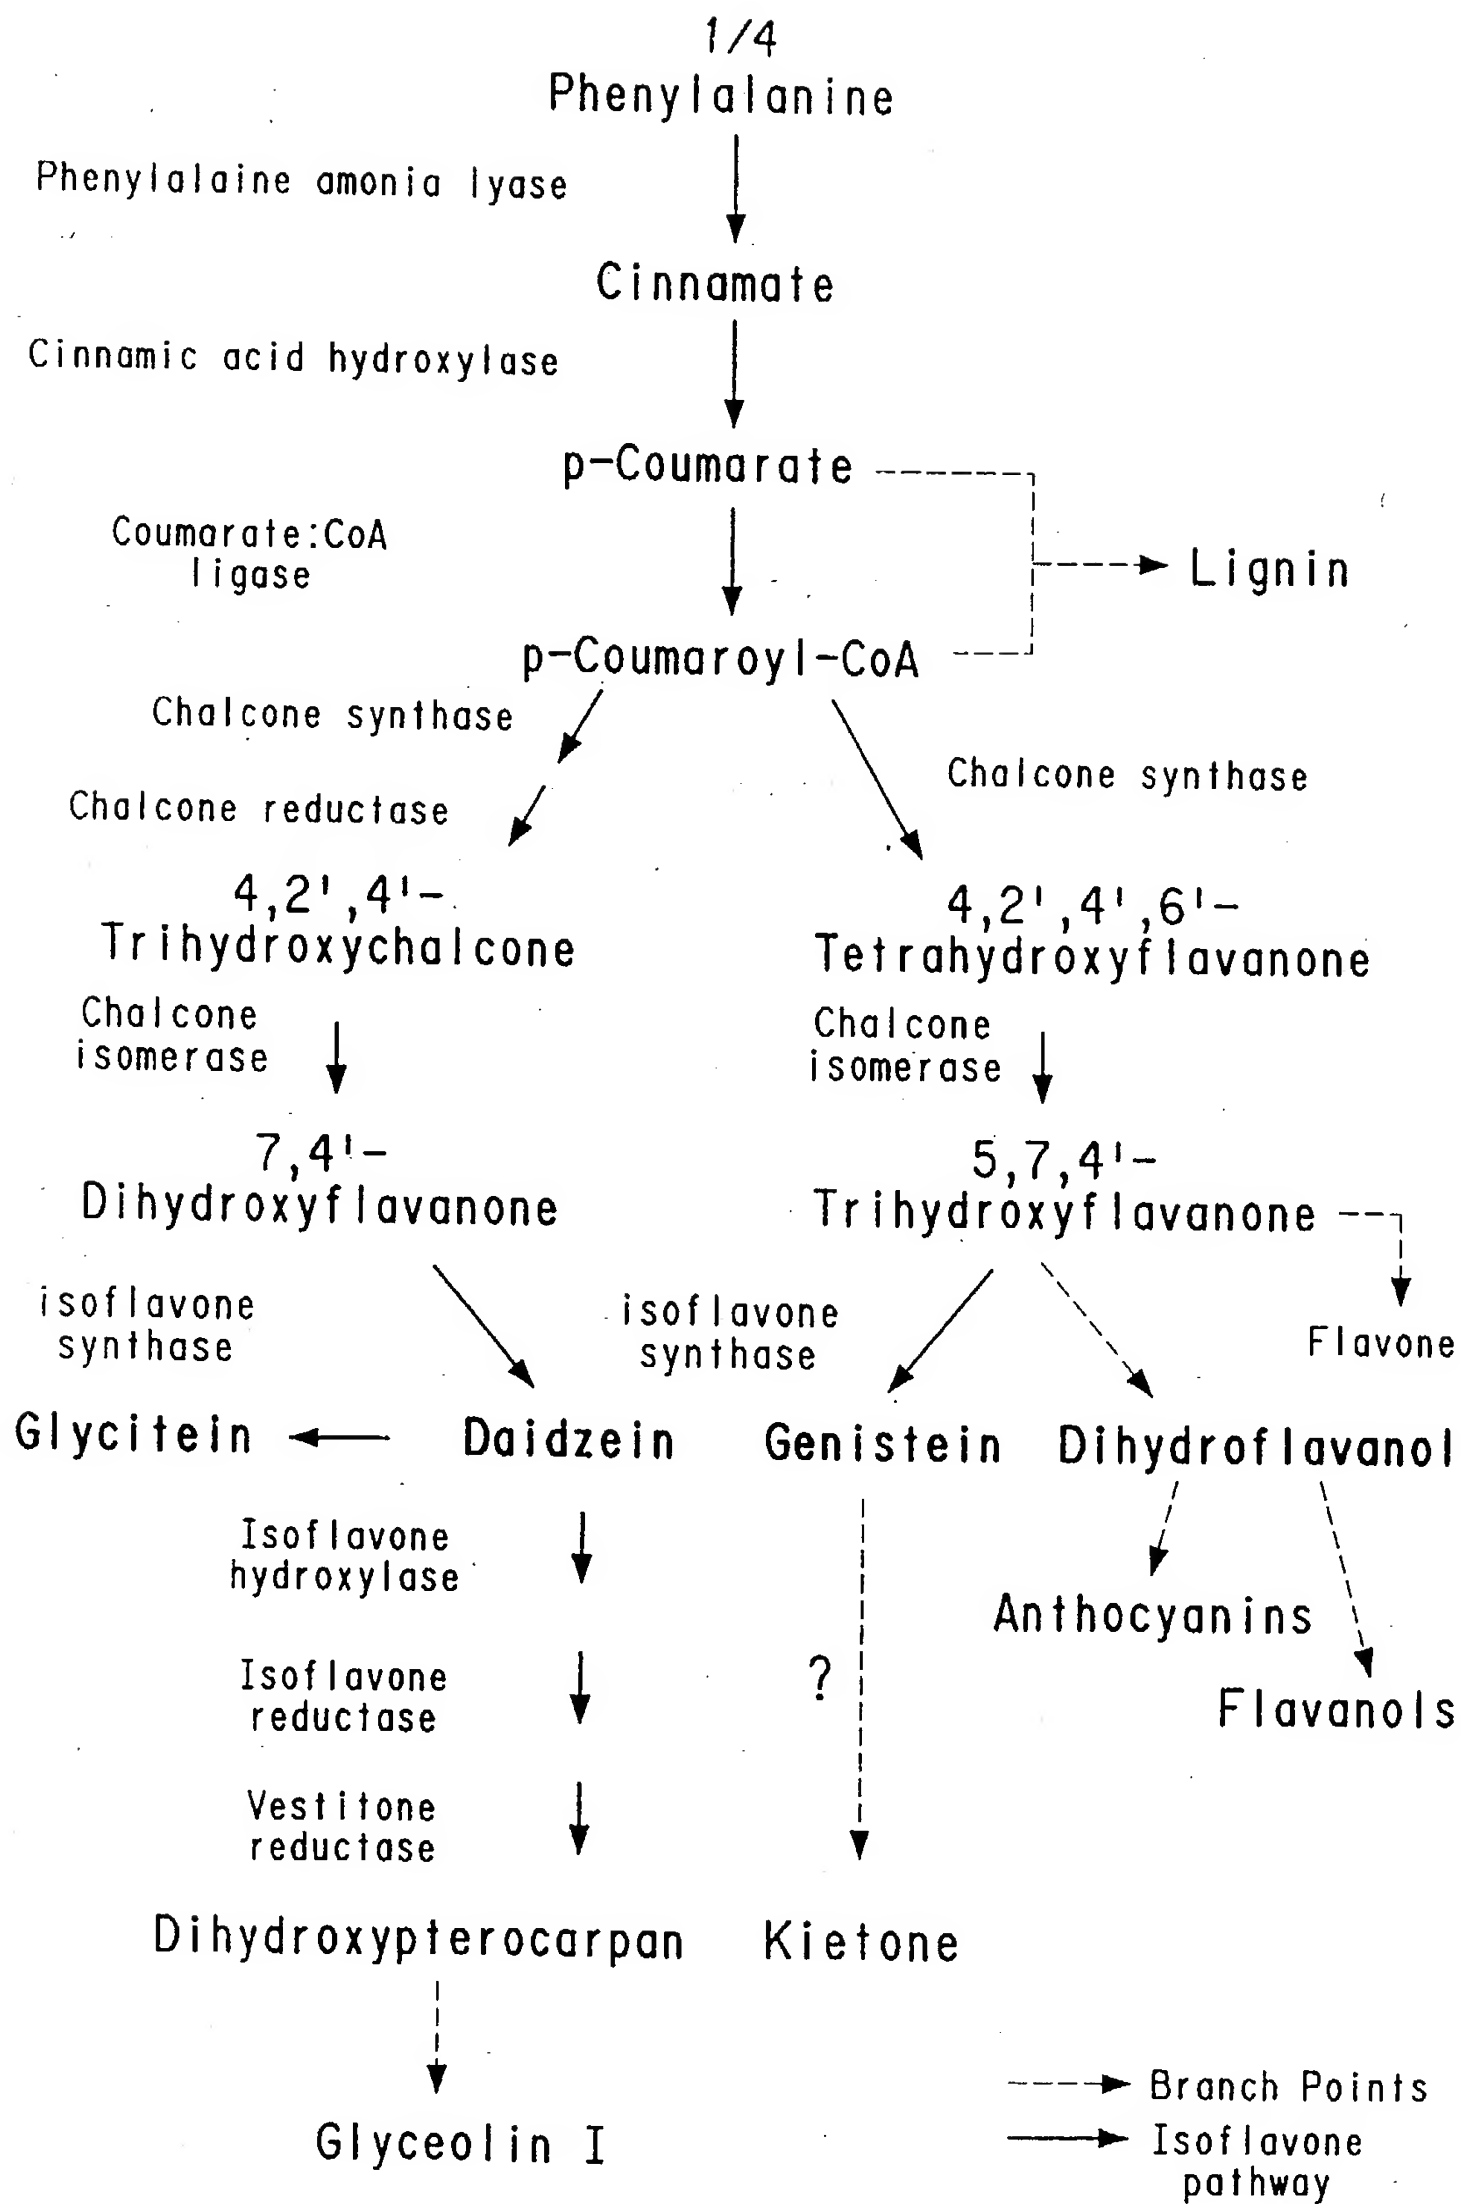 1/4
Phenylalanine
Phenylalaine amonia lyase
Cinnamate
Cinnamic acid hydroxylase
p-Coumarate
Coumarate:CoA
ligase
Lignin
p-Coumaroyl-CoA
Chalcone synthase
Chalcone synthase
Chalcone reductase
4,2',4'-
Trihydroxychalcone
4,2',4',6'-
Tetrahydroxyflavanone
Chalcone
isomerase
Chalcone
isomerase
7,4'-
Dihydroxyflavanone
5,7,4'-
Trihydroxyflavanone
isoflavone
synthase
isoflavone
synthase
Flavone
Glycitein
Daidzein
Genistein
Dihydroflavanol
Isoflavone
hydroxylase
Anthocyanins
Isoflavone
reductase
?
Flavanols
Vestitone
reductase
Dihydroxypterocarpan
Kietone
Glyceolin I
Branch Points
Isoflavone
pathway